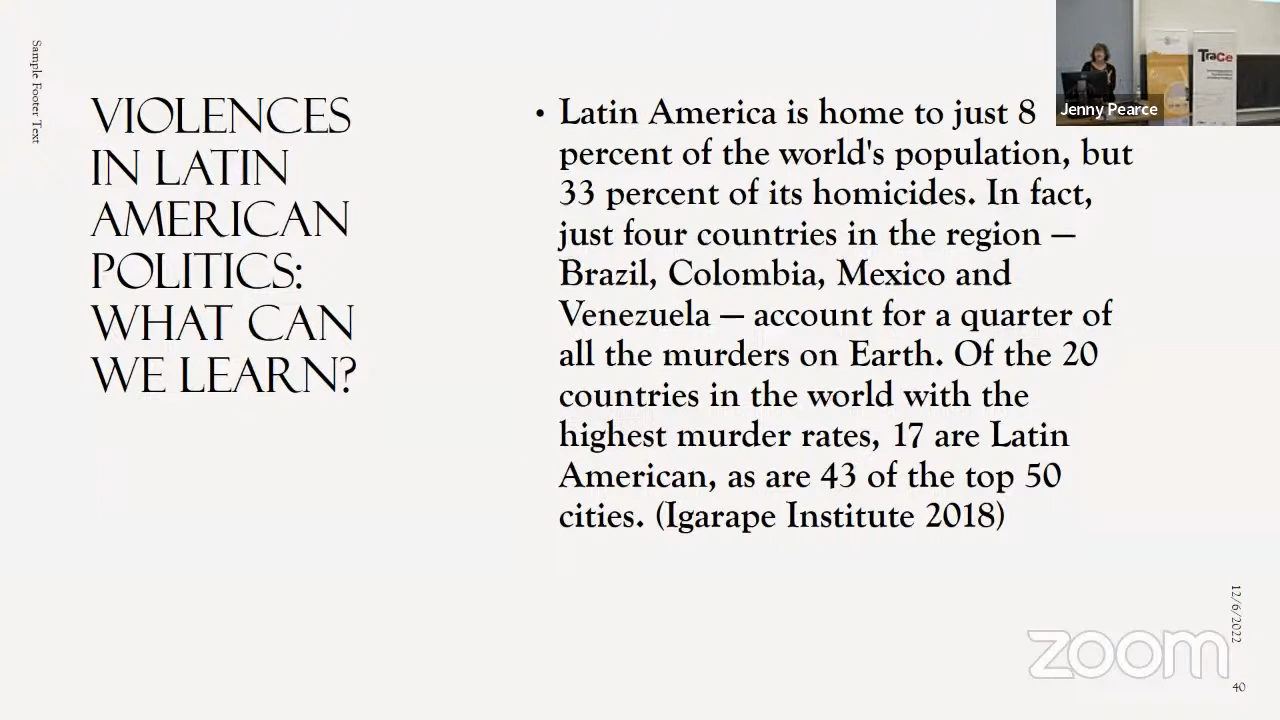 Sample Footer Text
VIOLENCES
IN LATIN
AMERICAN
POLITICS:
WHAT CAN
WE LEARN?
• Latin America is home to just 8
percent of the world's population, but
33 percent of its homicides. In fact,
just four countries in the region —
Brazil, Colombia, Mexico and
Venezuela — account for a quarter of
all the murders on Earth. Of the 20
countries in the world with the
highest murder rates, 17 are Latin
American, as are 43 of the top 50
cities. (Igarape Institute 2018)
TraCe
Jenny Pearce
12/6/2022
zoom
40